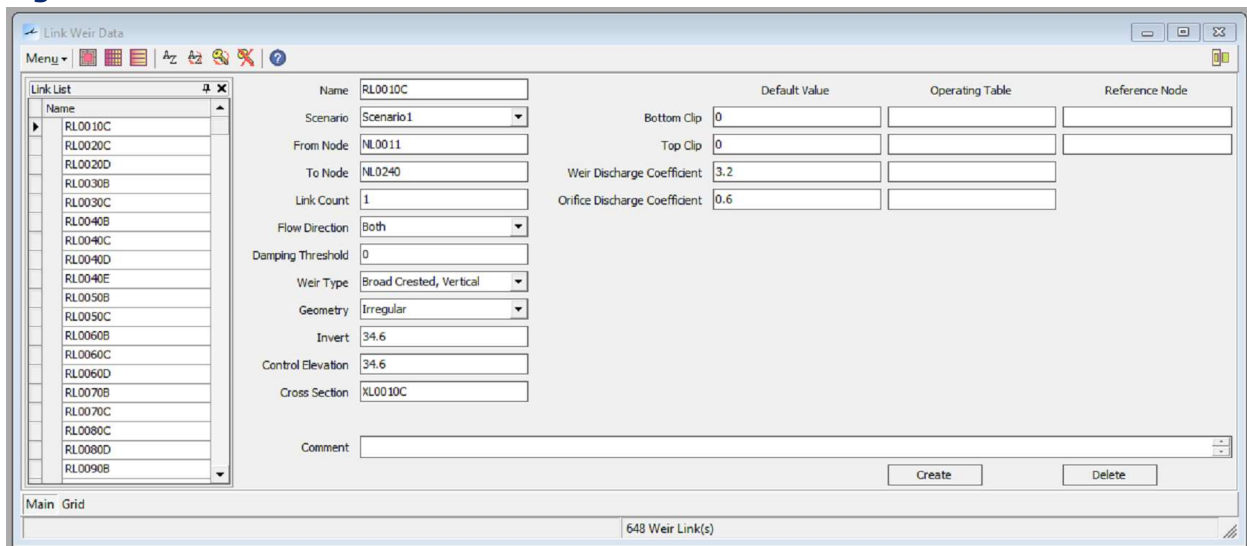 Link Weir Data
Menu
Link List
Name
RL0010C
RL0020C
RL0020D
RL0030B
RL0030C
RL0040B
RL0040C
RL0040D
RL0040E
RL0050B
RL0050C
RL0060B
RL0060C
RL0060D
RL0070B
RL0070C
RL0080C
RL0080D
RL0090B
Name RL0010C
Scenario Scenario1
From Node NL0011
To Node NL0240
Link Count 1
Flow Direction Both
Damping Threshold 0
Weir Type Broad Crested, Vertical
Geometry Irregular
Invert 34.6
Control Elevation 34.6
Cross Section XL0010C
Default Value Operating Table Reference Node
Bottom Clip 0
Top Clip 0
Weir Discharge Coefficient 3.2
Orifice Discharge Coefficient 0.6
Comment
Create Delete
Main Grid
648 Weir Link(s)